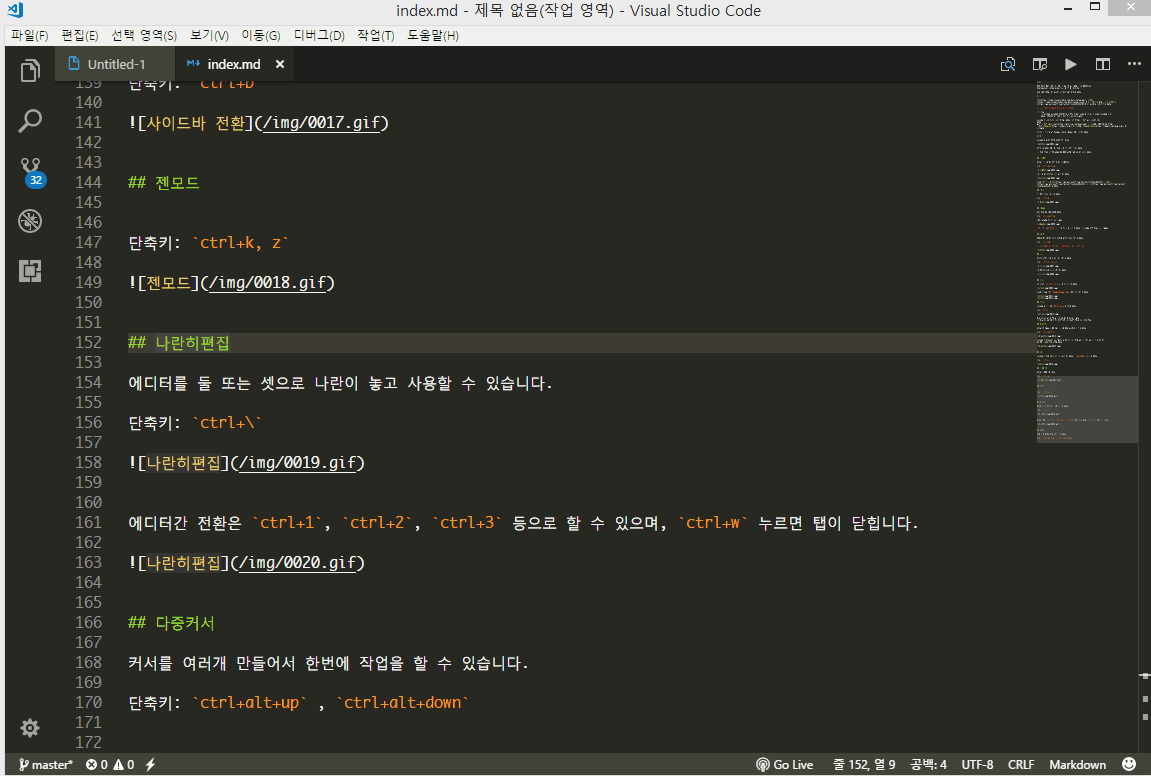 index.md - 제목 없음(작업 영역) - Visual Studio Code
파일(F) 편집(E) 선택 영역(S) 보기(V) 이동(G) 디버그(D) 작업(T) 도움말(H)
Untitled-1 M↓ index.md ×
139 단축키: `ctrl+b`
140
141 ![사이드바 전환](/img/0017.gif)
142
143
144 ## 젠모드
145
146
147 단축키: `ctrl+k, z`
148
149 ![젠모드](/img/0018.gif)
150
151
152 ## 나란히편집
153
154 에디터를 둘 또는 셋으로 나란이 놓고 사용할 수 있습니다.
155
156 단축키: `ctrl+\`
157
158 ![나란히편집](/img/0019.gif)
159
160
161 에디터간 전환은 `ctrl+1`, `ctrl+2`, `ctrl+3` 등으로 할 수 있으며, `ctrl+w` 누르면 탭이 닫힙니다.
162
163 ![나란히편집](/img/0020.gif)
164
165
166 ## 다중커서
167
168 커서를 여러개 만들어서 한번에 작업을 할 수 있습니다.
169
170 단축키: `ctrl+alt+up` , `ctrl+alt+down`
171
172
32
master* 0 0 Go Live 줄 152, 열 9 공백: 4 UTF-8 CRLF Markdown